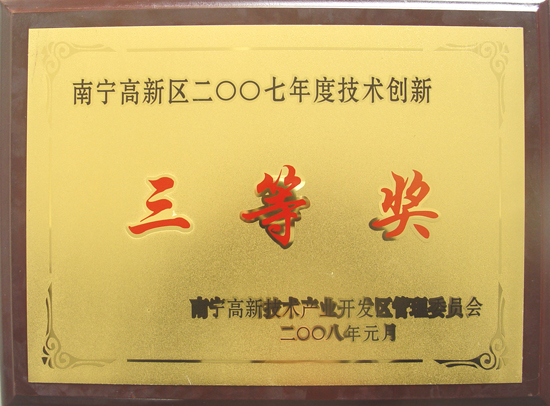 南宁高新区二〇〇七年度技术创新
三等奖
南宁高新技术产业开发区管理委员会
二〇〇八年元月